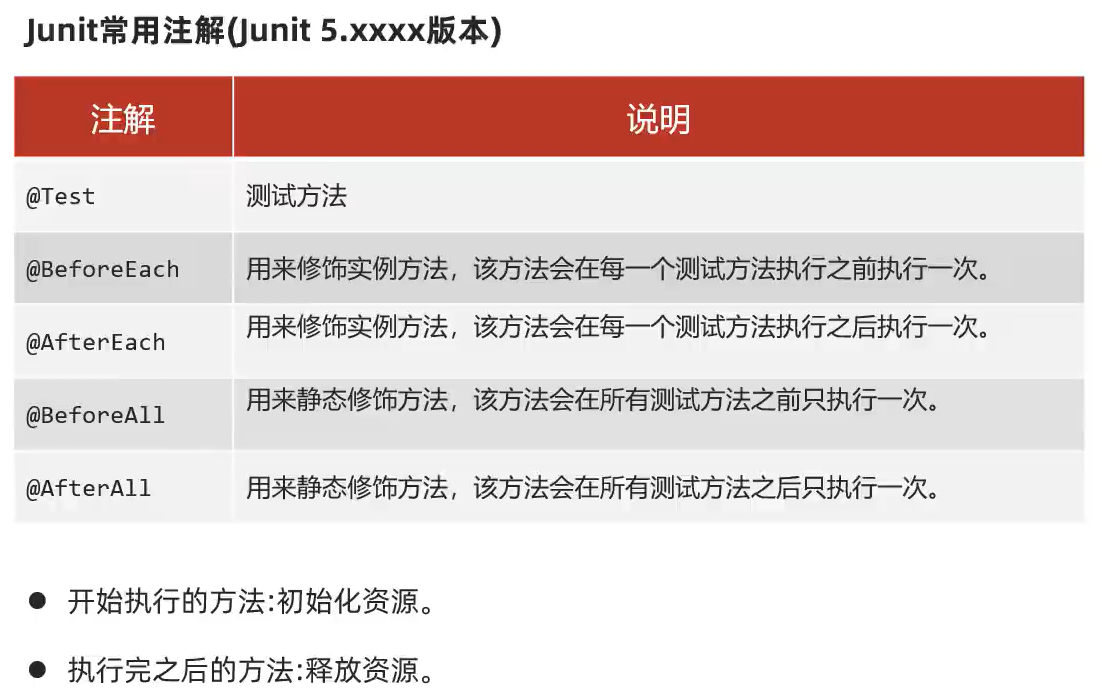 Junit常用注解(Junit 5.xxxx版本)
注解 说明
@Test 测试方法
@BeforeEach 用来修饰实例方法，该方法会在每一个测试方法执行之前执行一次。
@AfterEach 用来修饰实例方法，该方法会在每一个测试方法执行之后执行一次。
@BeforeAll 用来静态修饰方法，该方法会在所有测试方法之前只执行一次。
@AfterAll 用来静态修饰方法，该方法会在所有测试方法之后只执行一次。
● 开始执行的方法:初始化资源。
● 执行完之后的方法:释放资源。